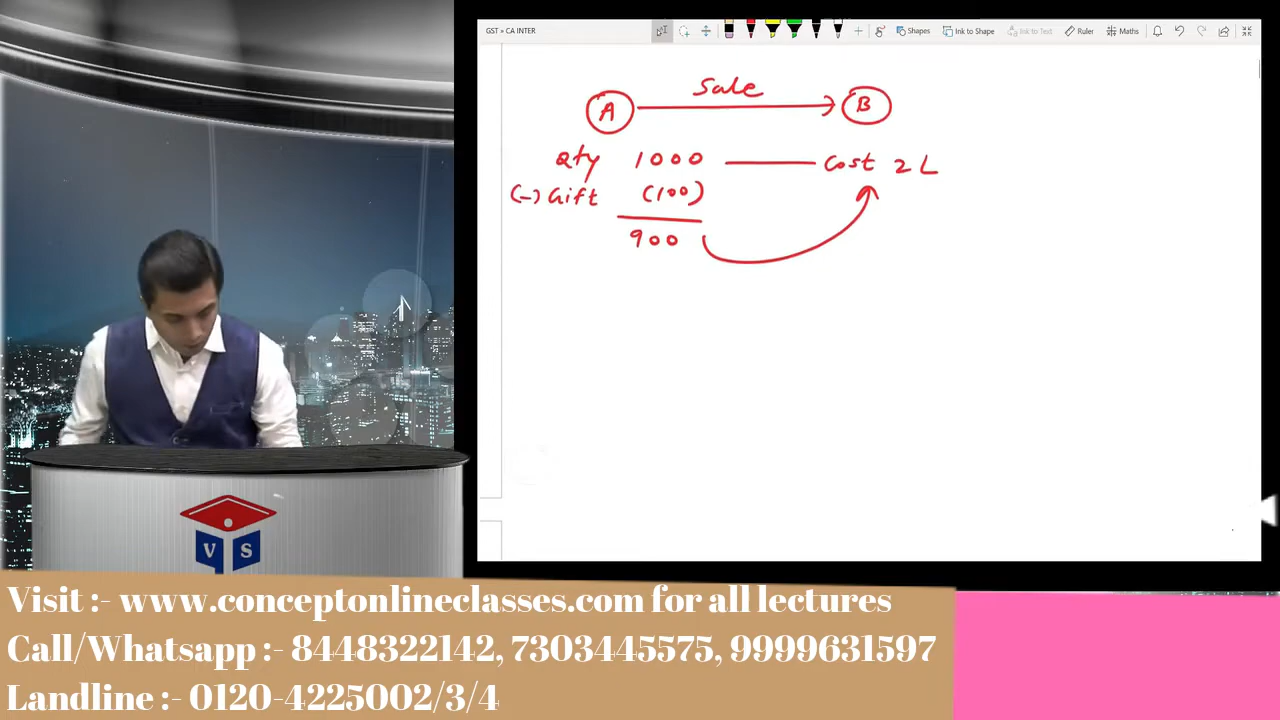 GST » CA INTER
Shapes
Ink to Shape
Ink to Text
Ruler
Maths
Sale
A
B
Qty 1000 Cost 2 L
(-) Gift (100)
900
V S
Visit :- www.conceptonlineclasses.com for all lectures
Call/Whatsapp :- 8448322142, 7303445575, 9999631597
Landline :- 0120-4225002/3/4